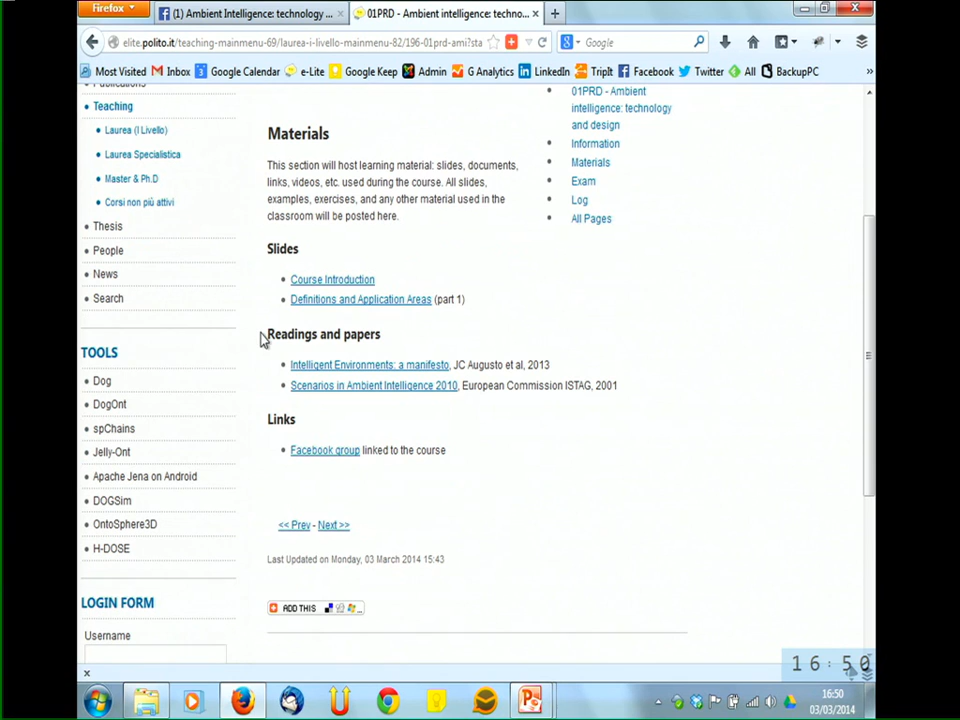 Firefox
(1) Ambient Intelligence: technology ...
01PRD - Ambient intelligence: techno...
elite.polito.it/teaching-mainmenu-69/laurea-i-livello-mainmenu-82/196-01prd-ami?sta
Google
Most Visited
Inbox
Google Calendar
e-Lite
Google Keep
Admin
G Analytics
LinkedIn
TripIt
Facebook
Twitter
All
BackupPC
»
Publications
Teaching
Laurea (I Livello)
Laurea Specialistica
Master & Ph.D
Corsi non più attivi
Thesis
People
News
Search
TOOLS
Dog
DogOnt
spChains
Jelly-Ont
Apache Jena on Android
DOGSim
OntoSphere3D
H-DOSE
LOGIN FORM
Username
Materials
This section will host learning material: slides, documents,
links, videos, etc. used during the course. All slides,
examples, exercises, and any other material used in the
classroom will be posted here.
Slides
Course Introduction
Definitions and Application Areas (part 1)
Readings and papers
Intelligent Environments: a manifesto, JC Augusto et al, 2013
Scenarios in Ambient Intelligence 2010, European Commission ISTAG, 2001
Links
Facebook group linked to the course
<< Prev - Next >>
Last Updated on Monday, 03 March 2014 15:43
ADD THIS
01PRD - Ambient
intelligence: technology
and design
Information
Materials
Exam
Log
All Pages
x
16:50
16:50
03/03/2014